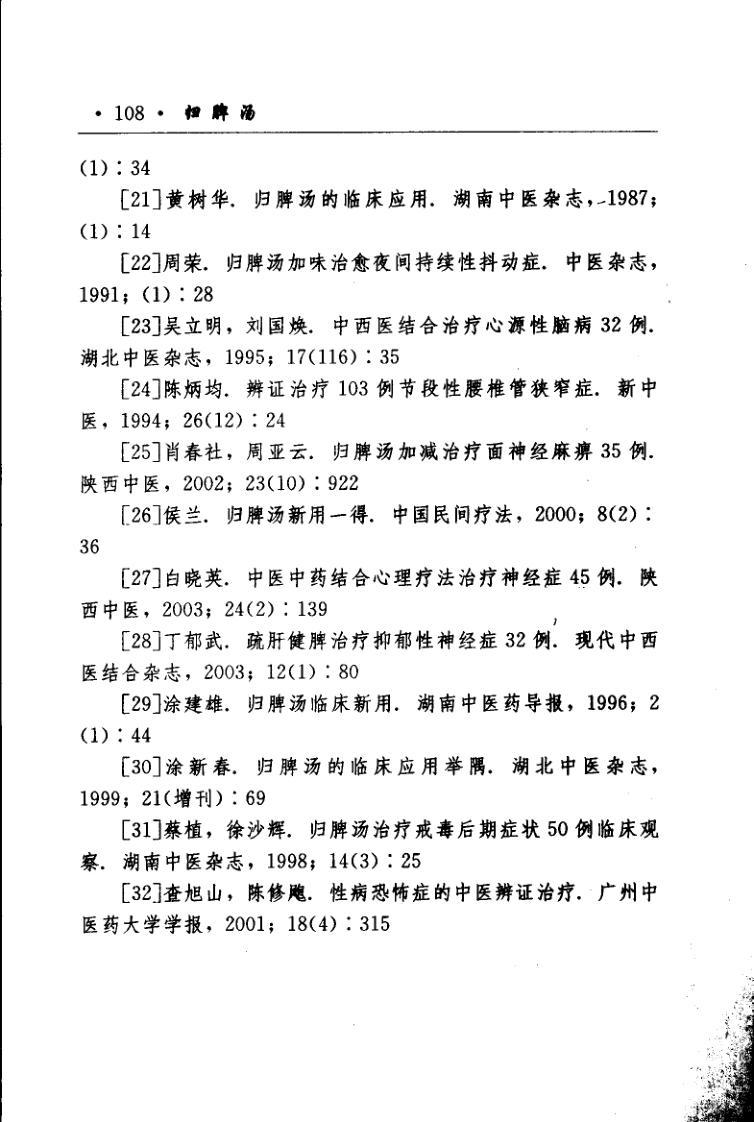 • 108 • 归脾汤
(1)：34
[21]黄树华．归脾汤的临床应用．湖南中医杂志，1987；
(1)：14
[22]周荣．归脾汤加味治愈夜间持续性抖动症．中医杂志，
1991；(1)：28
[23]吴立明，刘国焕．中西医结合治疗心源性脑病 32 例．
湖北中医杂志，1995；17(116)：35
[24]陈炳均．辨证治疗 103 例节段性腰椎管狭窄症．新中
医，1994；26(12)：24
[25]肖春社，周亚云．归脾汤加减治疗面神经麻痹 35 例．
陕西中医，2002；23(10)：922
[26]侯兰．归脾汤新用一得．中国民间疗法，2000；8(2)：
36
[27]白晓英．中医中药结合心理疗法治疗神经症 45 例．陕
西中医，2003；24(2)：139
[28]丁郁武．疏肝健脾治疗抑郁性神经症 32 例．现代中西
医结合杂志，2003；12(1)：80
[29]涂建雄．归脾汤临床新用．湖南中医药导报，1996；2
(1)：44
[30]涂新春．归脾汤的临床应用举隅．湖北中医杂志，
1999；21(增刊)：69
[31]蔡植，徐沙辉．归脾汤治疗戒毒后期症状 50 例临床观
察．湖南中医杂志，1998；14(3)：25
[32]查旭山，陈修飑．性病恐怖症的中医辨证治疗．广州中
医药大学学报，2001；18(4)：315